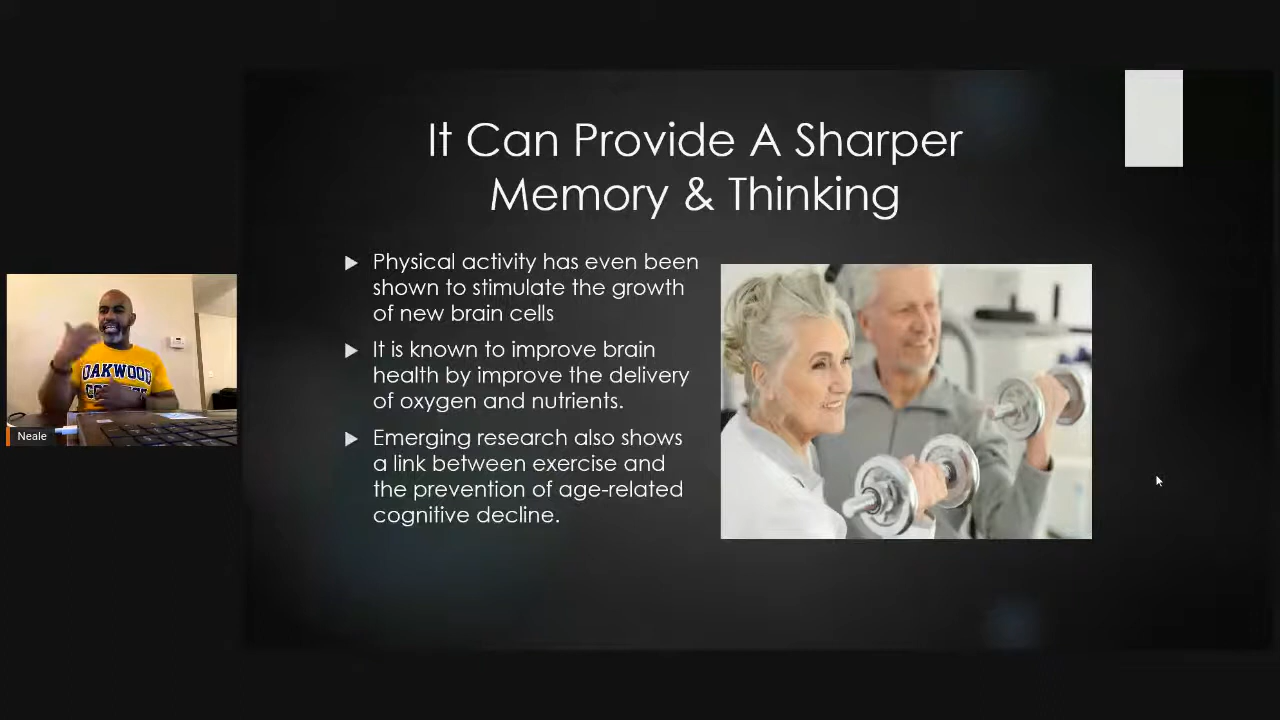 It Can Provide A Sharper
Memory & Thinking
Physical activity has even been
shown to stimulate the growth
of new brain cells
It is known to improve brain
health by improve the delivery
of oxygen and nutrients.
Emerging research also shows
a link between exercise and
the prevention of age-related
cognitive decline.
OAKWOOD
Neale